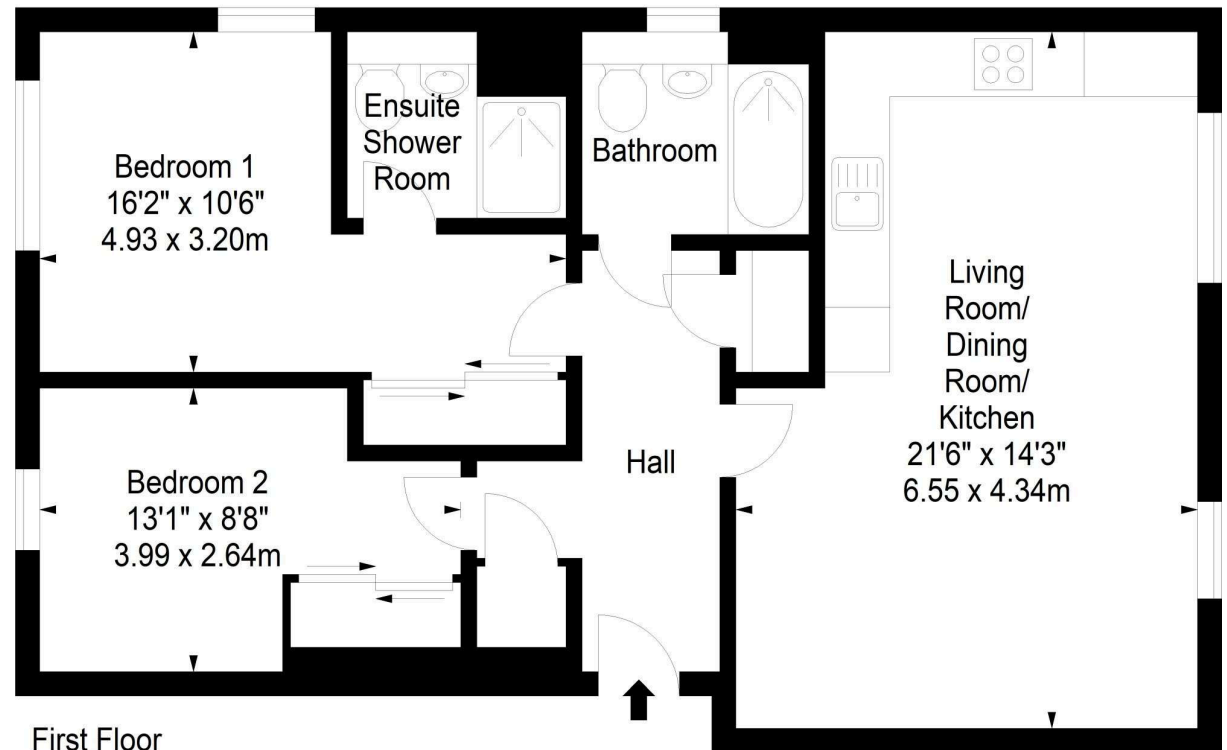 Bedroom 1
16'2" x 10'6"
4.93 x 3.20m
Ensuite
Shower
Room
Bathroom
Living
Room/
Dining
Room/
Kitchen
21'6" x 14'3"
6.55 x 4.34m
Hall
Bedroom 2
13'1" x 8'8"
3.99 x 2.64m
First Floor